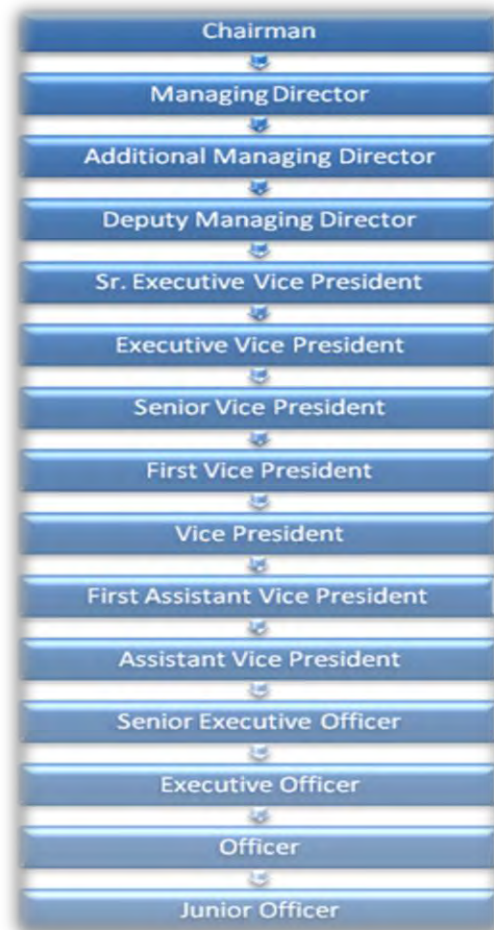 Chairman
Managing Director
Additional Managing Director
Deputy Managing Director
Sr. Executive Vice President
Executive Vice President
Senior Vice President
First Vice President
Vice President
First Assistant Vice President
Assistant Vice President
Senior Executive Officer
Executive Officer
Officer
Junior Officer